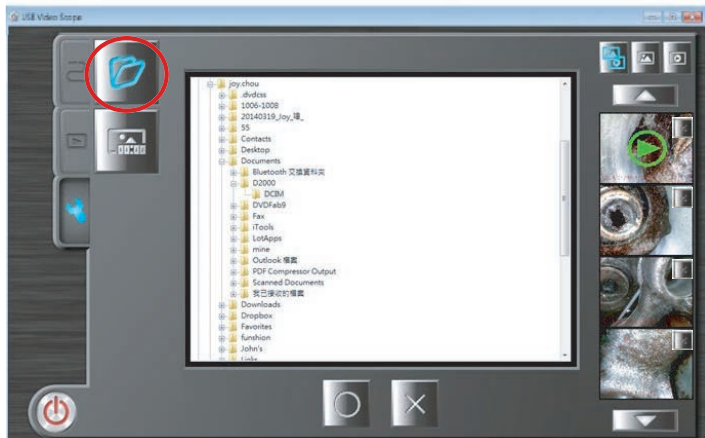 USB Video Scope
joy.chou
.dvdcss
1006-1008
20140319_Joy_瓊_
S5
Contacts
Desktop
Documents
Bluetooth 交換資料夾
D2000
DCIM
DVDFab9
Fax
iTools
LotApps
mine
Outlook 檔案
PDF Compressor Output
Scanned Documents
我已接收的檔案
Downloads
Dropbox
Favorites
funshion
John's
Links